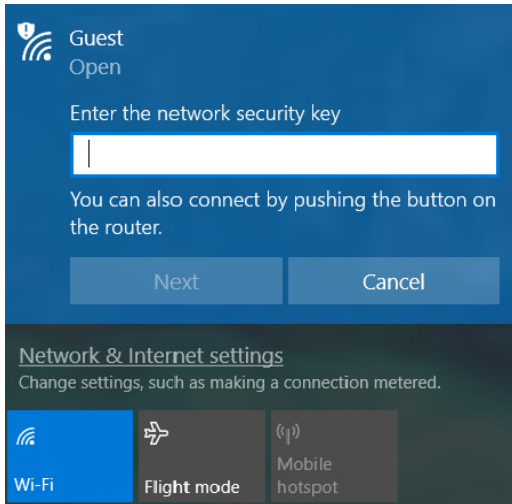 Guest
Open
Enter the network security key
You can also connect by pushing the button on
the router.
Next
Cancel
Network & Internet settings
Change settings, such as making a connection metered.
Wi-Fi
Flight mode
Mobile
hotspot